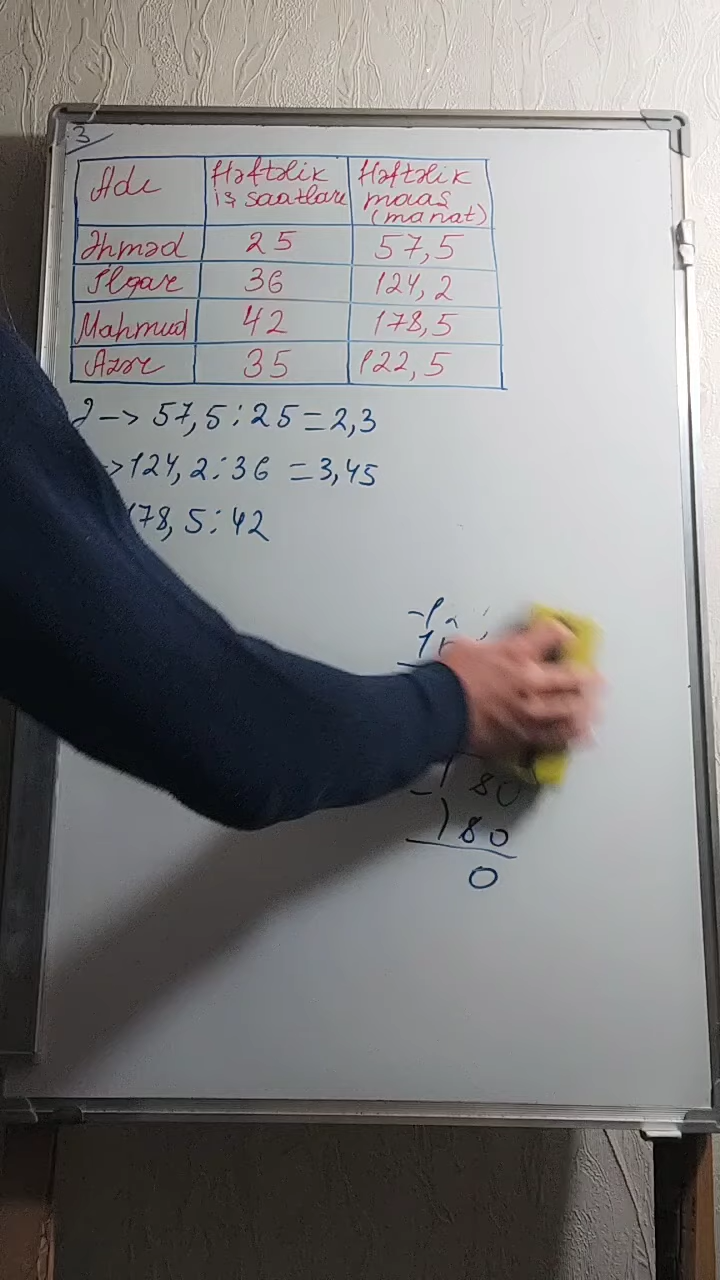 3
Adı Həftəlik iş saatları Həftəlik maaş (manat)
Əhməd 25 57,5
İlqar 36 124,2
Mahmud 42 178,5
Azər 35 122,5
-> 57,5:25=2,3
->124,2:36=3,45
178,5:42
180
180
0